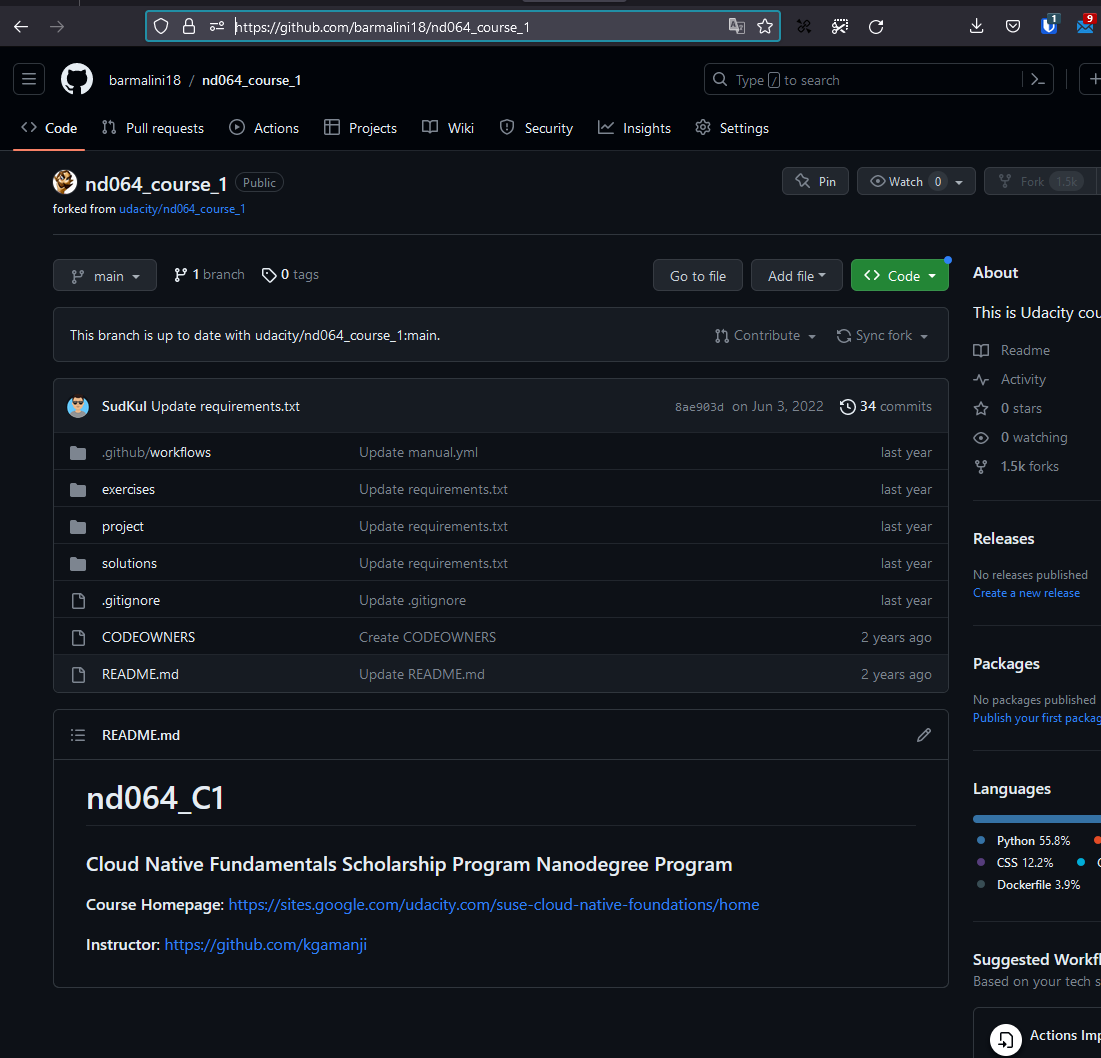 https://github.com/barmalini18/nd064_course_1
1
9
barmalini18 / nd064_course_1
Type / to search
Code Pull requests Actions Projects Wiki Security Insights Settings
nd064_course_1 Public
Pin Watch 0 Fork 1.5k
forked from udacity/nd064_course_1
main 1 branch 0 tags Go to file Add file Code
This branch is up to date with udacity/nd064_course_1:main. Contribute Sync fork
SudKul Update requirements.txt 8ae903d on Jun 3, 2022 34 commits
.github/workflows Update manual.yml last year
exercises Update requirements.txt last year
project Update requirements.txt last year
solutions Update requirements.txt last year
.gitignore Update .gitignore last year
CODEOWNERS Create CODEOWNERS 2 years ago
README.md Update README.md 2 years ago
README.md
nd064_C1
Cloud Native Fundamentals Scholarship Program Nanodegree Program
Course Homepage: https://sites.google.com/udacity.com/suse-cloud-native-foundations/home
Instructor: https://github.com/kgamanji
About
This is Udacity cou
Readme
Activity
0 stars
0 watching
1.5k forks
Releases
No releases published
Create a new release
Packages
No packages published
Publish your first packag
Languages
Python 55.8%
CSS 12.2%
Dockerfile 3.9%
Suggested Workfl
Based on your tech s
Actions Imp